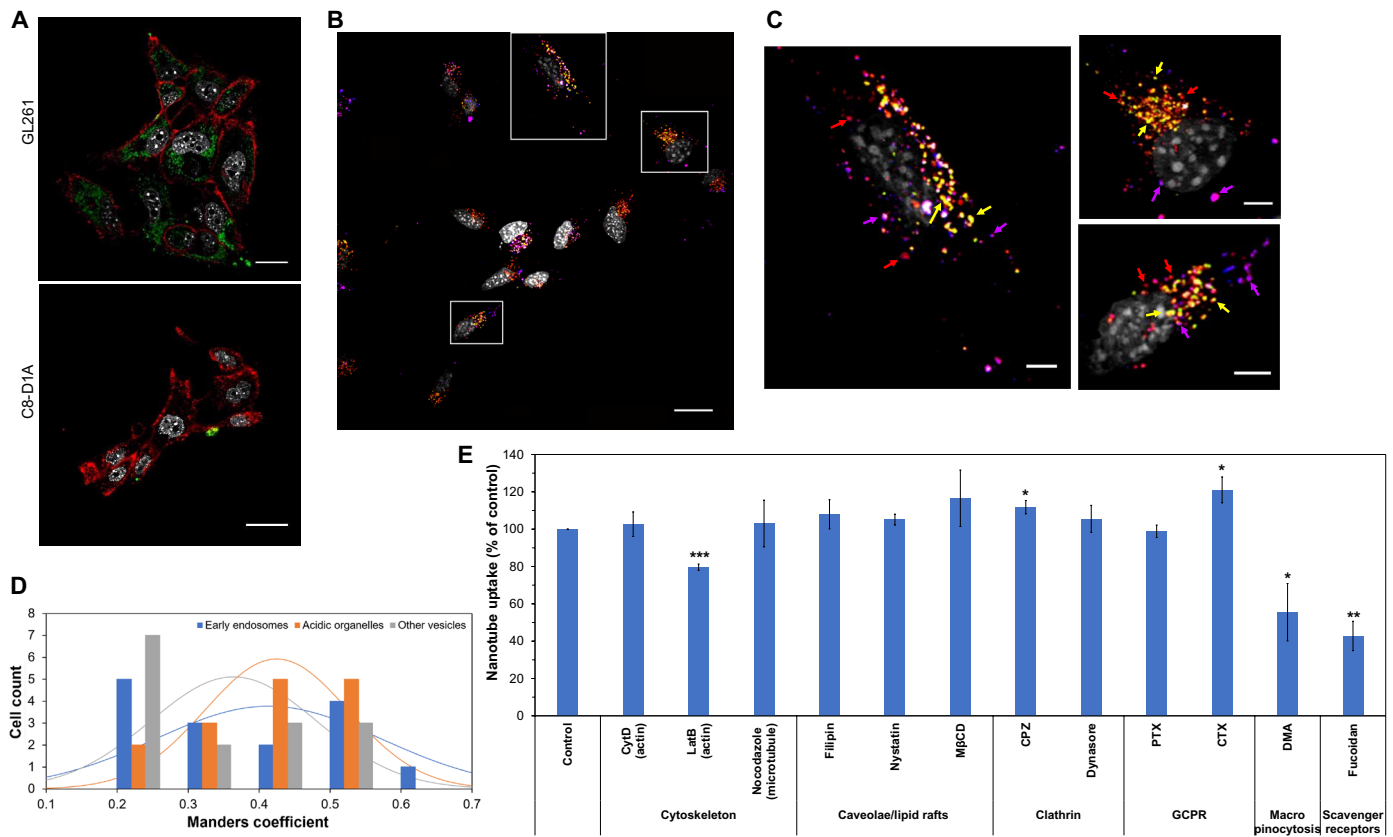 A
B
C
GL261
C8-D1A
D
8
7
6
5
4
3
2
1
0
Cell count
Early endosomes
Acidic organelles
Other vesicles
0.1 0.2 0.3 0.4 0.5 0.6 0.7
Manders coefficient
E
140
120
100
80
60
40
20
0
Nanotube uptake (% of control)
***
*
*
*
**
Control
CytD
(actin)
LatB
(actin)
Nocodazole
(microtubule)
Filipin
Nystatin
MβCD
CPZ
Dynasore
PTX
CTX
DMA
Fucoidan
Cytoskeleton
Caveolae/lipid rafts
Clathrin
GCPR
Macro
pinocytosis
Scavenger
receptors